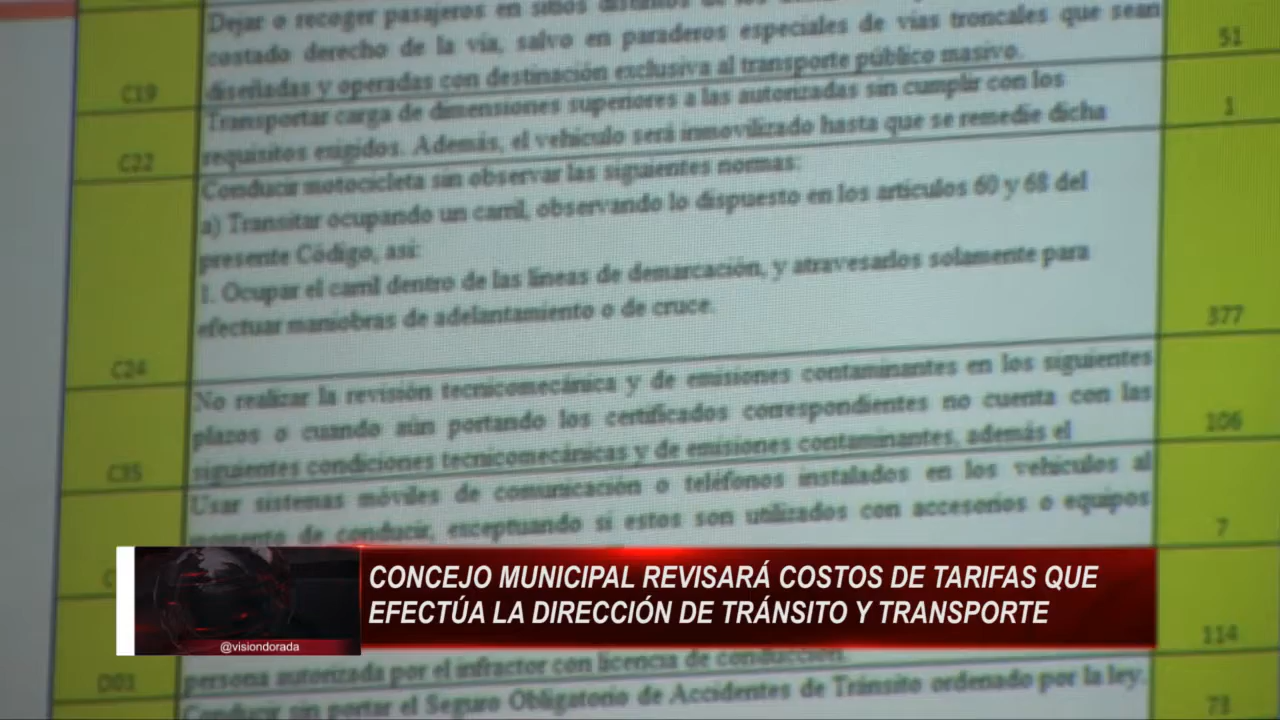 Dejar o recoger pasajeros en sitios distintos de los
costado derecho de la vía, salvo en paraderos especiales de vías troncales que sean
diseñadas y operadas con destinación exclusiva al transporte público masivo.
C19
51
Transportar carga de dimensiones superiores a las autorizadas sin cumplir con los
requisitos exigidos. Además, el vehículo será inmovilizado hasta que se remedie dicha
C22
1
Conducir motocicleta sin observar las siguientes normas:
a) Transitar ocupando un carril, observando lo dispuesto en los artículos 60 y 68 del
presente Código, así:
1. Ocupar el carril dentro de las líneas de demarcación, y atravesarlos solamente para
efectuar maniobras de adelantamiento o de cruce.
C24
377
No realizar la revisión tecnicomecánica y de emisiones contaminantes en los siguientes
plazos o cuando aún portando los certificados correspondientes no cuenta con las
siguientes condiciones tecnicomecánicas y de emisiones contaminantes, además el
C35
106
Usar sistemas móviles de comunicación o teléfonos instalados en los vehículos al
momento de conducir, exceptuando si estos son utilizados con accesorios o equipos
7
CONCEJO MUNICIPAL REVISARÁ COSTOS DE TARIFAS QUE
EFECTÚA LA DIRECCIÓN DE TRÁNSITO Y TRANSPORTE
@visiondorada
114
persona autorizada por el infractor con licencia de conducción.
D01
Conducir sin portar el Seguro Obligatorio de Accidentes de Tránsito ordenado por la ley.
73